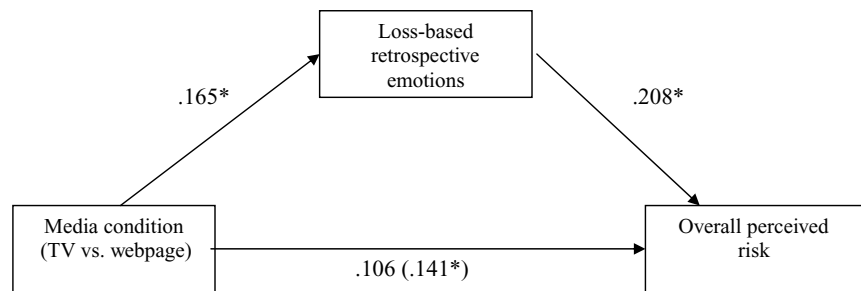 Loss-based
retrospective
emotions
.165*
.208*
Media condition
(TV vs. webpage)
Overall perceived
risk
.106 (.141*)